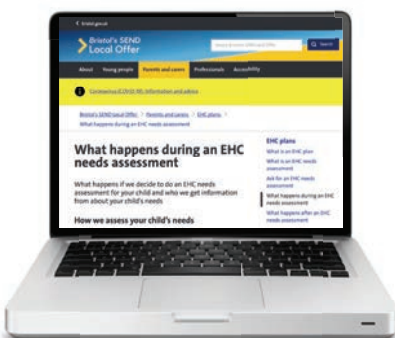 bristol.gov.uk
Bristol's SEND
Local Offer
Search
About Young people Parents and carers Professionals Accessibility
Coronavirus (COVID-19): information and advice
Bristol's SEND Local Offer Parents and carers EHC plans
What happens during an EHC needs assessment
What happens during an EHC
needs assessment
What happens if we decide to do an EHC needs
assessment for your child and who we get information
from about your child's needs
How we assess your child's needs
EHC plans
What is an EHC plan
What is an EHC needs
assessment
Ask for an EHC needs
assessment
What happens during an EHC
needs assessment
What happens after an EHC
needs assessment